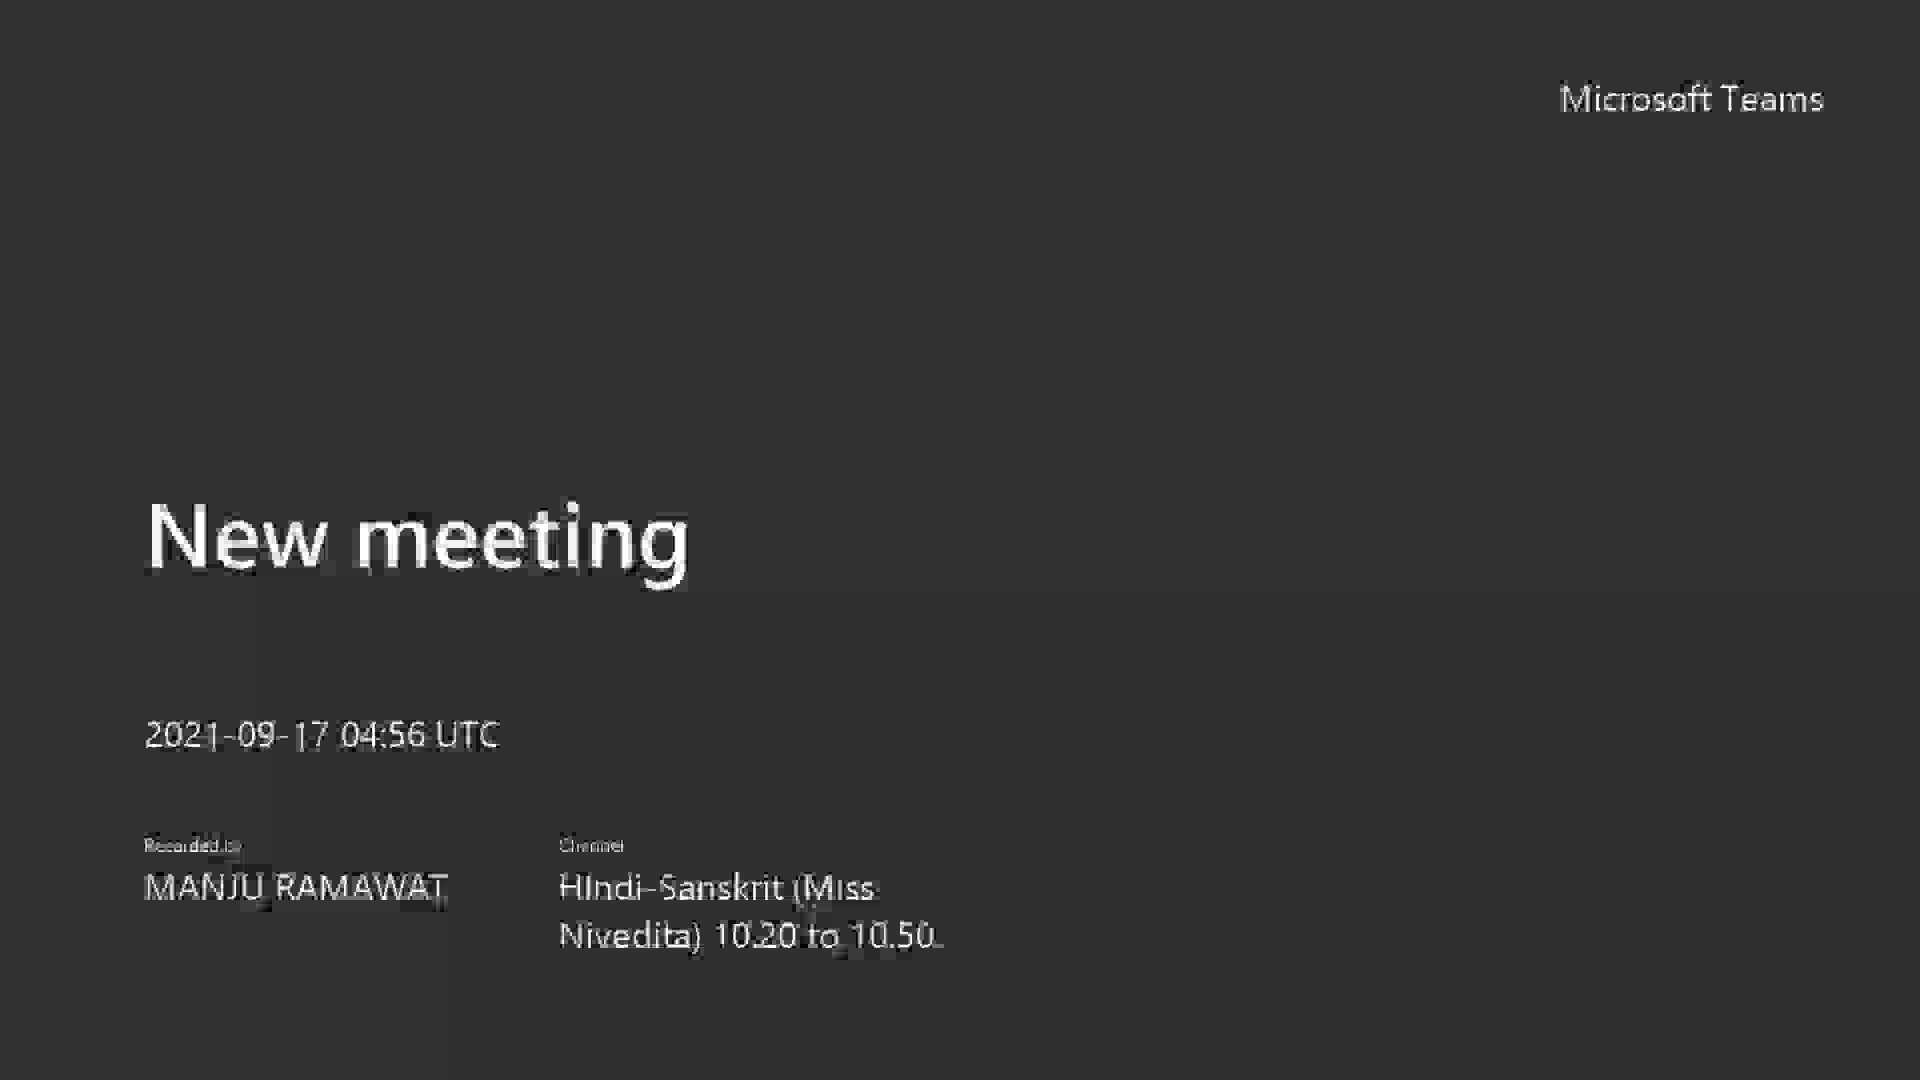 Microsoft Teams
New meeting
2021-09-17 04:56 UTC
Recorded by
Channel
MANJU RAMAWAT
HIndi-Sanskrit (MIss
Nivedita) 10.20 to 10.50